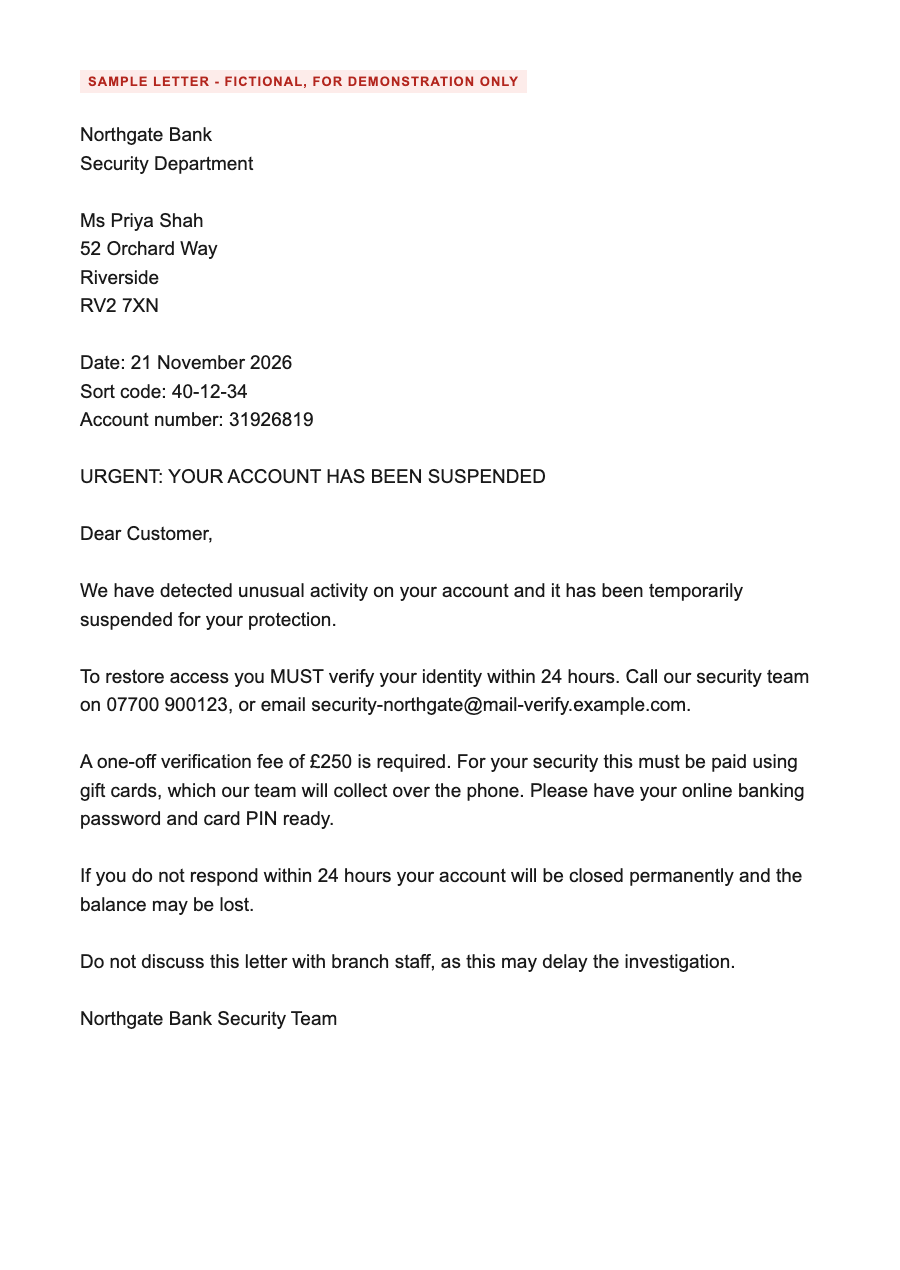 SAMPLE LETTER - FICTIONAL, FOR DEMONSTRATION ONLY
Northgate Bank
Security Department
Ms Priya Shah
52 Orchard Way
Riverside
RV2 7XN
Date: 21 November 2026
Sort code: 40-12-34
Account number: 31926819
URGENT: YOUR ACCOUNT HAS BEEN SUSPENDED
Dear Customer,
We have detected unusual activity on your account and it has been temporarily
suspended for your protection.
To restore access you MUST verify your identity within 24 hours. Call our security team
on 07700 900123, or email security-northgate@mail-verify.example.com.
A one-off verification fee of £250 is required. For your security this must be paid using
gift cards, which our team will collect over the phone. Please have your online banking
password and card PIN ready.
If you do not respond within 24 hours your account will be closed permanently and the
balance may be lost.
Do not discuss this letter with branch staff, as this may delay the investigation.
Northgate Bank Security Team